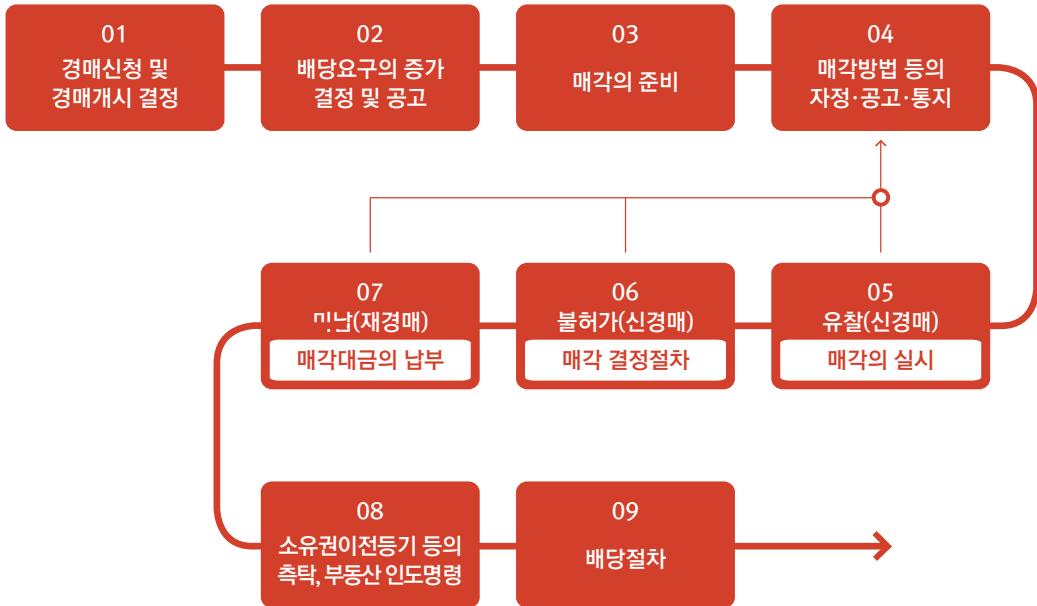 01
경매신청 및
경매개시 결정
02
배당요구의 증가
결정 및 공고
03
매각의 준비
04
매각방법 등의
자정·공고·통지
07
미납(재경매)
매각대금의 납부
06
불허가(신경매)
매각 결정절차
05
유찰(신경매)
매각의 실시
08
소유권이전등기 등의
촉탁, 부동산 인도명령
09
배당절차